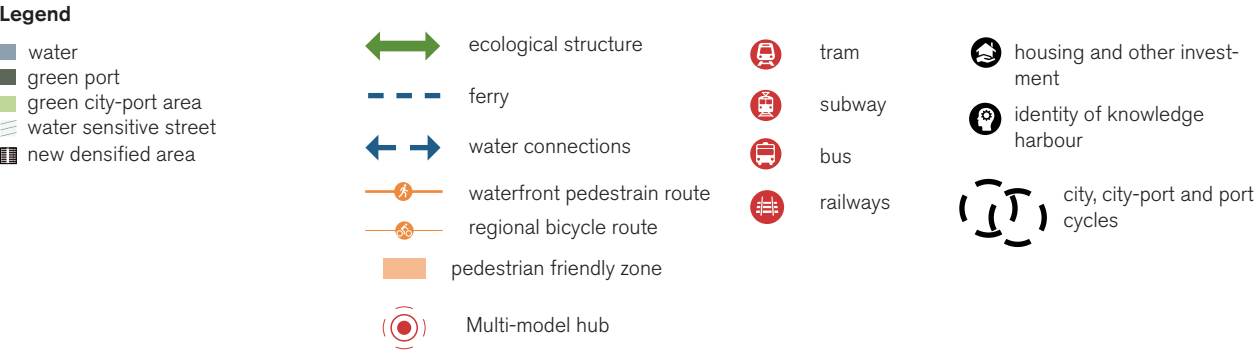 Legend
water
green port
green city-port area
water sensitive street
new densified area
ecological structure
ferry
water connections
waterfront pedestrain route
regional bicycle route
pedestrian friendly zone
Multi-model hub
tram
subway
bus
railways
housing and other invest-
ment
identity of knowledge
harbour
city, city-port and port
cycles